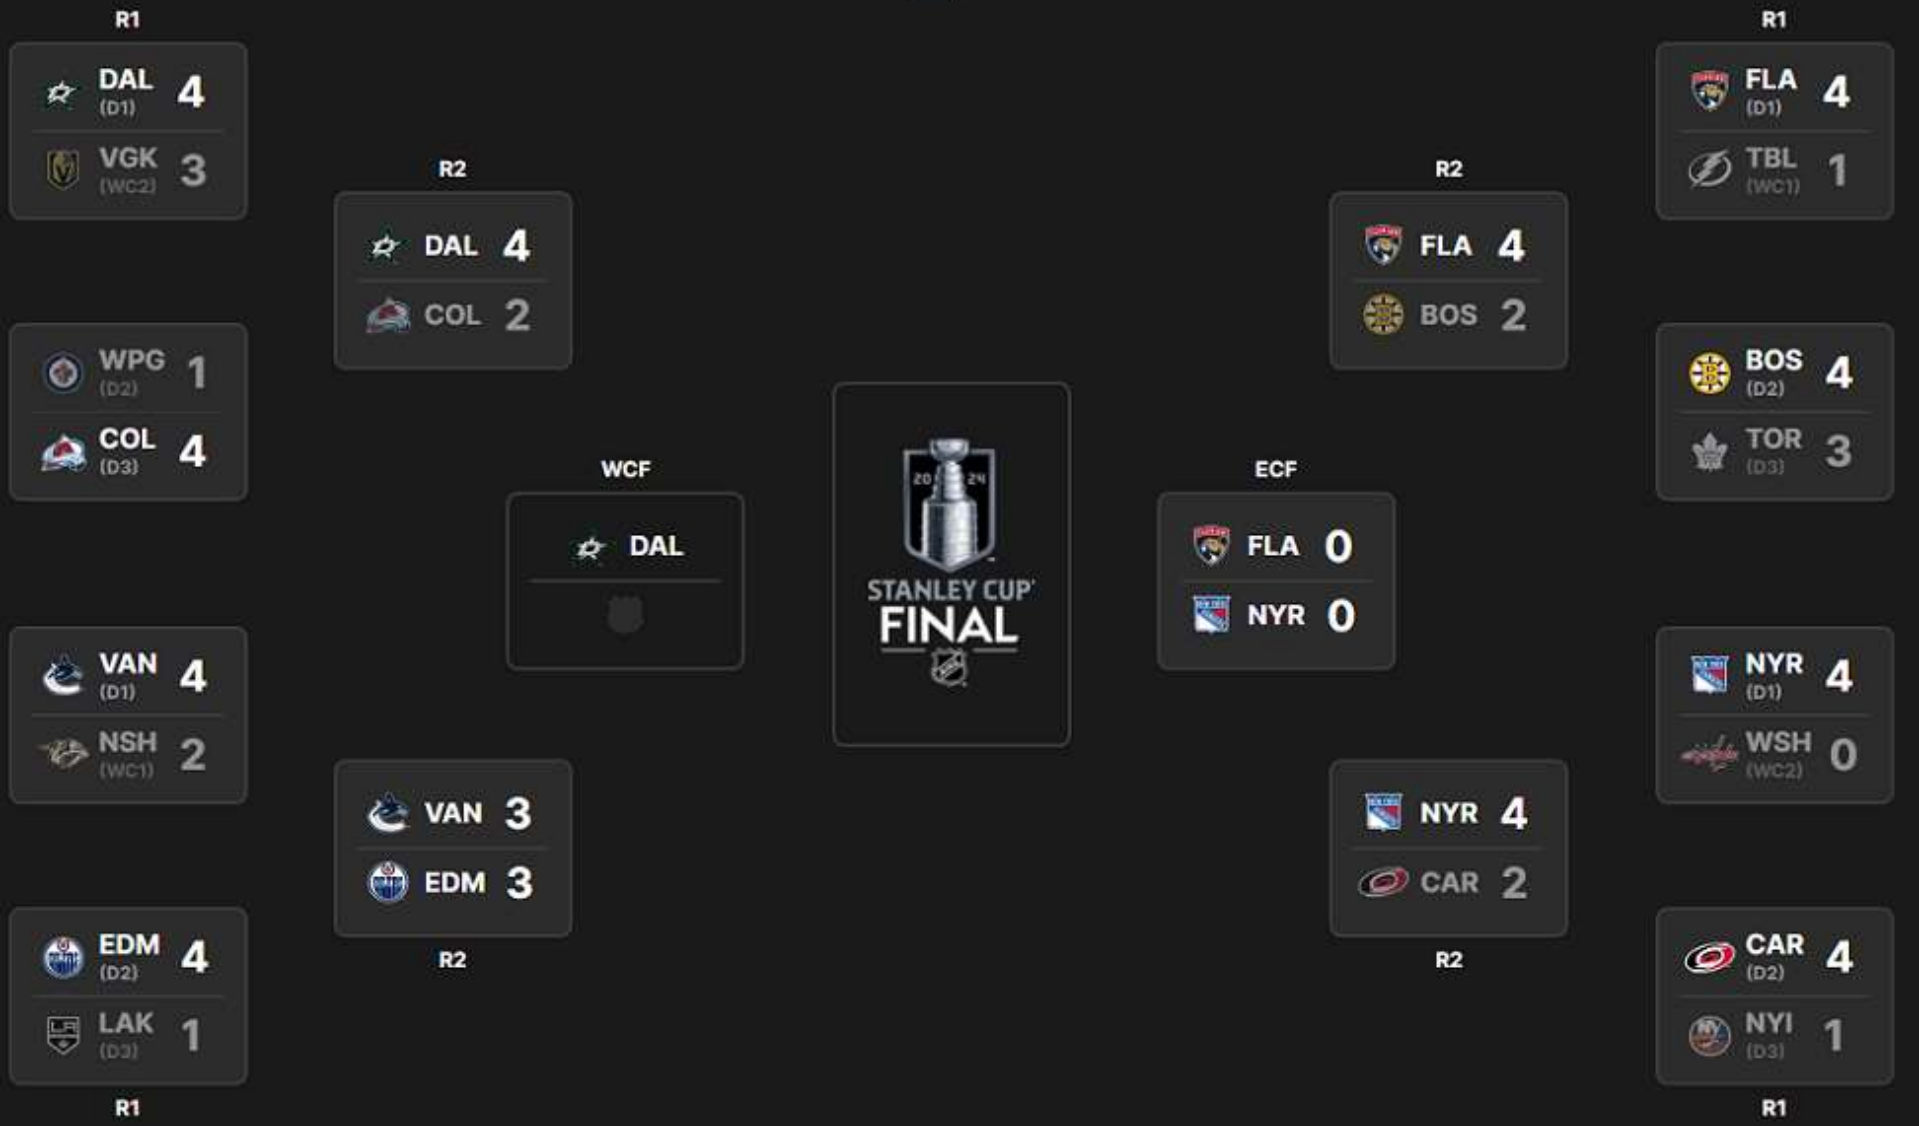 R1
DAL 4
(D1)
VGK 3
(WC2)
WPG 1
(D2)
COL 4
(D3)
VAN 4
(D1)
NSH 2
(WC1)
EDM 4
(D2)
LAK 1
(D3)
R1
R2
DAL 4
COL 2
VAN 3
EDM 3
R2
WCF
DAL
20 24
STANLEY CUP
FINAL
ECF
FLA 0
NYR 0
R2
FLA 4
BOS 2
NYR 4
CAR 2
R2
R1
FLA 4
(D1)
TBL 1
(WC1)
BOS 4
(D2)
TOR 3
(D3)
NYR 4
(D1)
WSH 0
(WC2)
CAR 4
(D2)
NYI 1
(D3)
R1